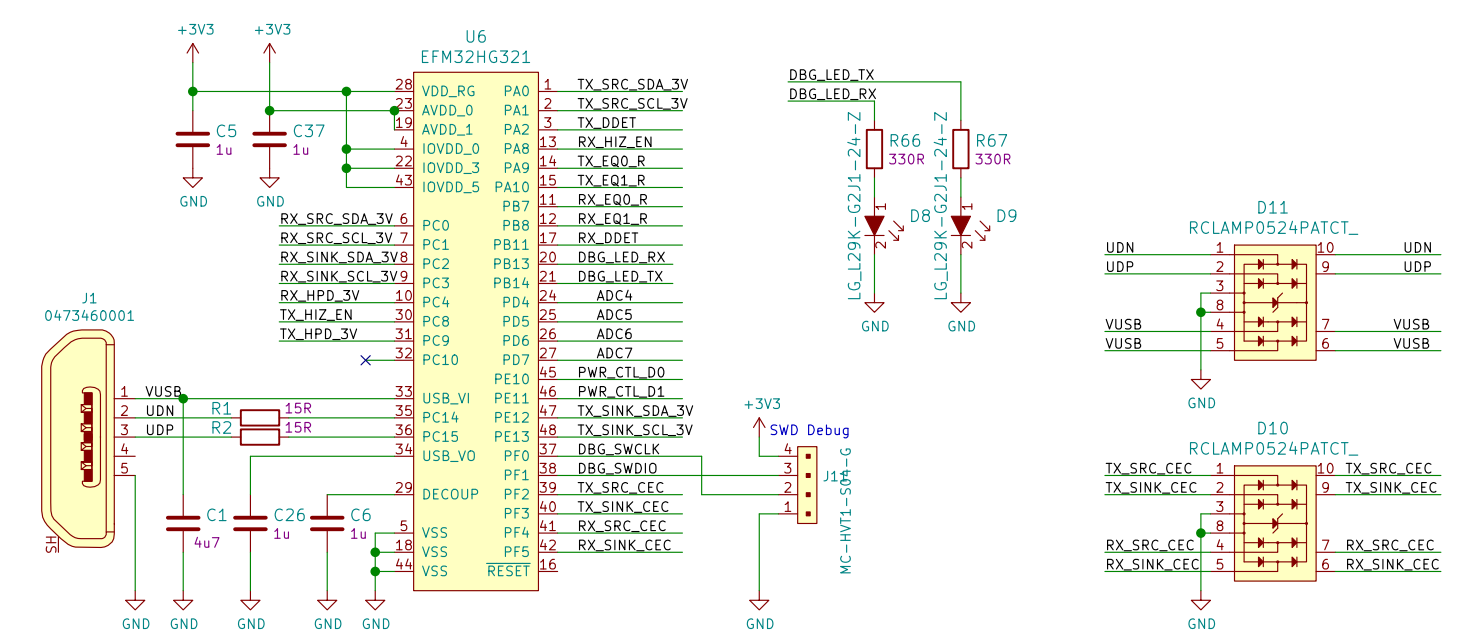 +3V3
+3V3
C5
1u
C37
1u
GND
GND
U6
EFM32HG321
28 VDD_RG
23 AVDD_0
19 AVDD_1
4 IOVDD_0
22 IOVDD_3
43 IOVDD_5
RX_SRC_SDA_3V 6 PC0
RX_SRC_SCL_3V 7 PC1
RX_SINK_SDA_3V 8 PC2
RX_SINK_SCL_3V 9 PC3
RX_HPD_3V 10 PC4
TX_HIZ_EN 30 PC8
TX_HPD_3V 31 PC9
32 PC10
33 USB_VI
35 PC14
36 PC15
34 USB_VO
29 DECOUP
5 VSS
18 VSS
44 VSS
PA0 1 TX_SRC_SDA_3V
PA1 2 TX_SRC_SCL_3V
PA2 3 TX_DDET
PA8 13 RX_HIZ_EN
PA9 14 TX_EQ0_R
PA10 15 TX_EQ1_R
PB7 11 RX_EQ0_R
PB8 12 RX_EQ1_R
PB11 17 RX_DDET
PB13 20 DBG_LED_RX
PB14 21 DBG_LED_TX
PD4 24 ADC4
PD5 25 ADC5
PD6 26 ADC6
PD7 27 ADC7
PE10 45 PWR_CTL_D0
PE11 46 PWR_CTL_D1
PE12 47 TX_SINK_SDA_3V
PE13 48 TX_SINK_SCL_3V
PF0 37 DBG_SWCLK
PF1 38 DBG_SWDIO
PF2 39 TX_SRC_CEC
PF3 40 TX_SINK_CEC
PF4 41 RX_SRC_CEC
PF5 42 RX_SINK_CEC
RESET 16
J1
0473460001
1 VUSB
2 UDN
3 UDP
4
5
HS
R1 15R
R2 15R
C1
4u7
C26
1u
C6
1u
GND
GND
GND
GND
GND
DBG_LED_TX
DBG_LED_RX
R66
330R
R67
330R
1
2
D8
LG_L29K-G2J1-24-Z
1
2
D9
LG_L29K-G2J1-24-Z
GND
GND
+3V3
SWD Debug
4
3
2
1
MC-HVT1-S04-G
GND
D11
RCLAMP0524PATCT_
UDN 1 10 UDN
UDP 2 9 UDP
3
8
VUSB 4 7 VUSB
VUSB 5 6 VUSB
GND
D10
RCLAMP0524PATCT_
TX_SRC_CEC 1 10 TX_SRC_CEC
TX_SINK_CEC 2 9 TX_SINK_CEC
3
8
RX_SRC_CEC 4 7 RX_SRC_CEC
RX_SINK_CEC 5 6 RX_SINK_CEC
GND